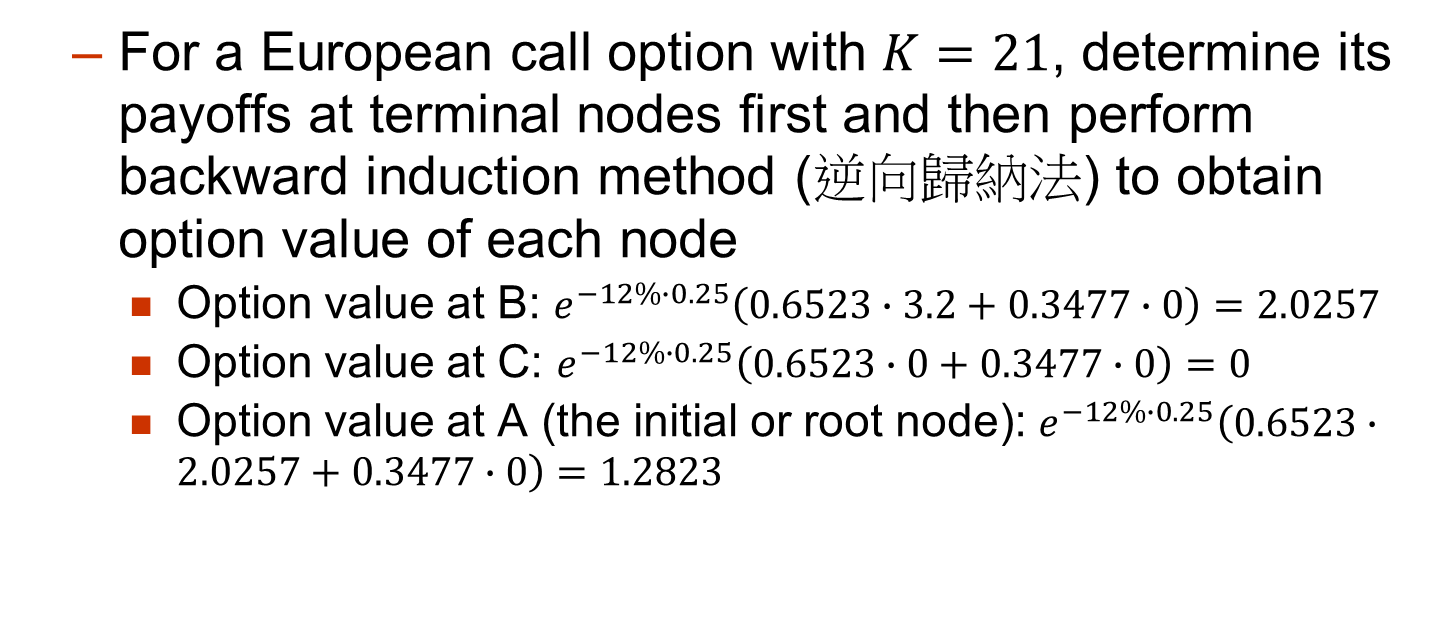 – For a European call option with K = 21, determine its
payoffs at terminal nodes first and then perform
backward induction method (逆向歸納法) to obtain
option value of each node
▪ Option value at B: e^{−12%·0.25}(0.6523 · 3.2 + 0.3477 · 0) = 2.0257
▪ Option value at C: e^{−12%·0.25}(0.6523 · 0 + 0.3477 · 0) = 0
▪ Option value at A (the initial or root node): e^{−12%·0.25}(0.6523 ·
2.0257 + 0.3477 · 0) = 1.2823